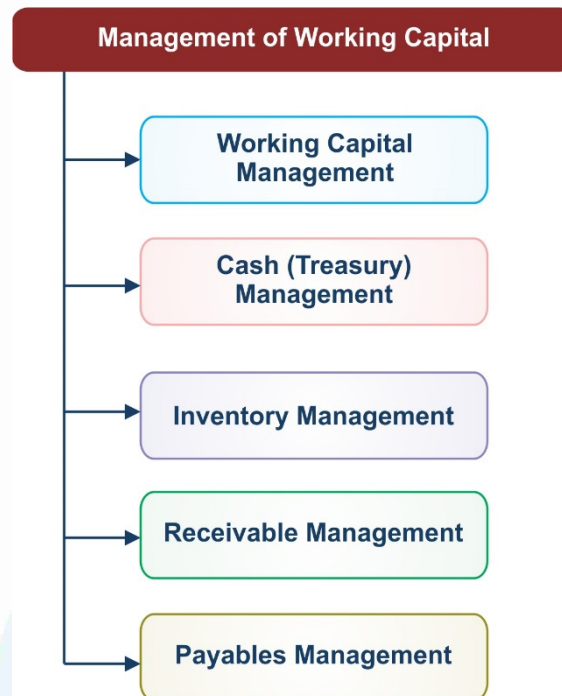 Management of Working Capital
Working Capital
Management
Cash (Treasury)
Management
Inventory Management
Receivable Management
Payables Management